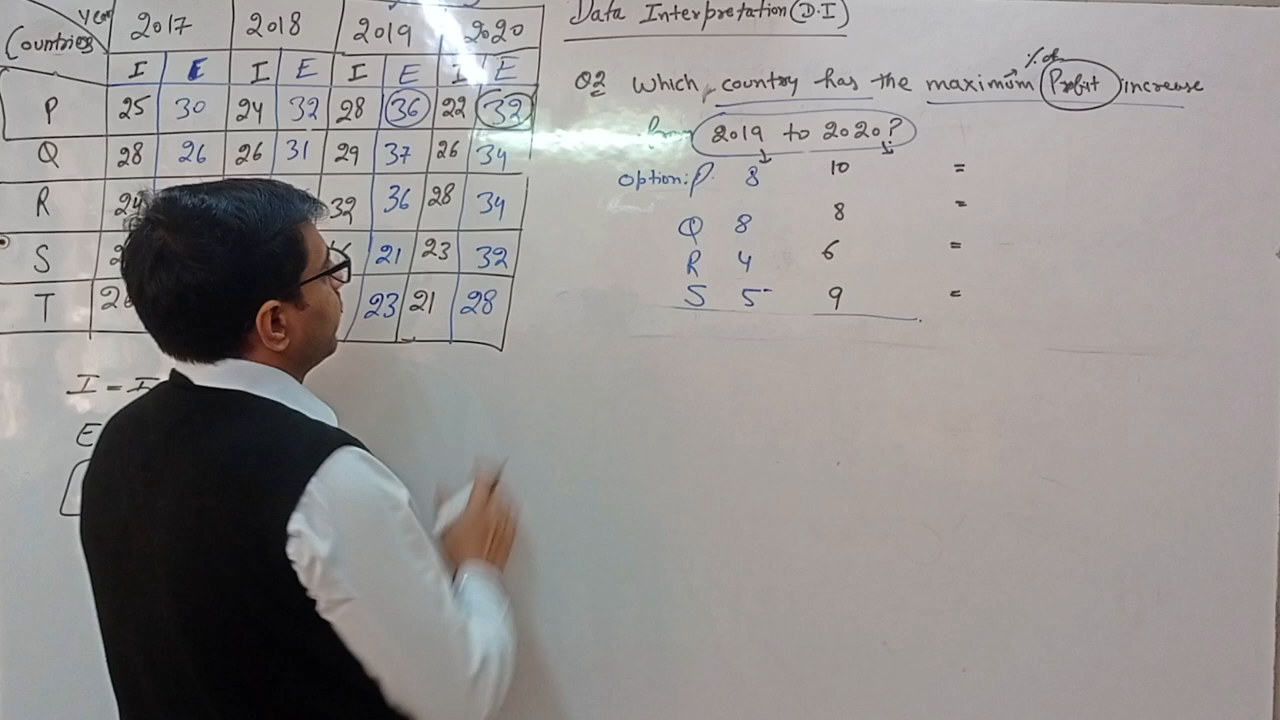 Data Interpretation (D.I)
Year
Countries 2017 2018 2019 2020
I E I E I E I E
P 25 30 24 32 28 36 22 32
Q 28 26 26 31 29 37 26 34
R 24 32 36 28 34
S 21 23 32
T 23 21 28
I =
E
% of
Q2 Which country has the maximum Profit increase
from 2019 to 2020?
Option: P 8 10 =
Q 8 8 =
R 4 6 =
S 5 9 =